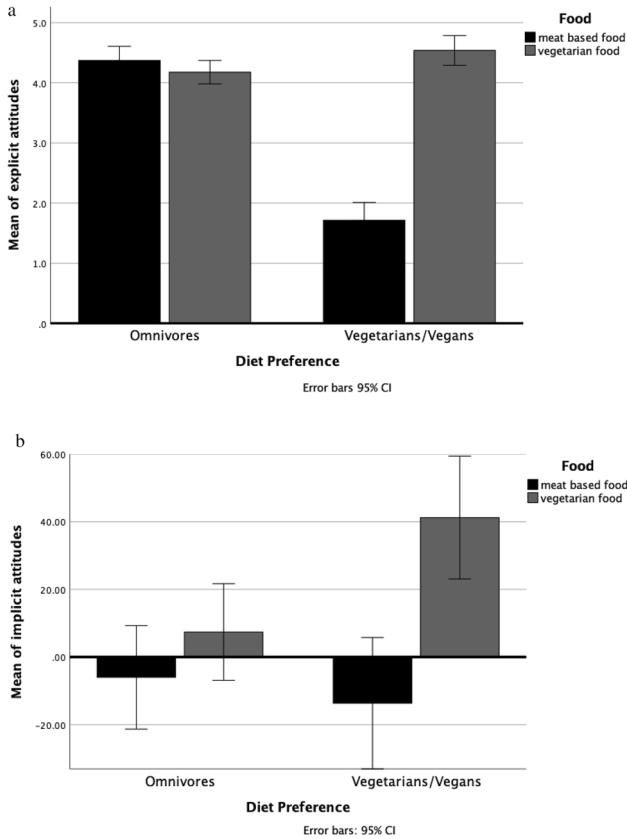 a
Food
meat based food
vegetarian food
5.0
4.0
3.0
2.0
1.0
.0
Mean of explicit attitudes
Omnivores
Vegetarians/Vegans
Diet Preference
Error bars 95% CI
b
Food
meat based food
vegetarian food
60.00
40.00
20.00
.00
-20.00
Mean of implicit attitudes
Omnivores
Vegetarians/Vegans
Diet Preference
Error bars: 95% CI